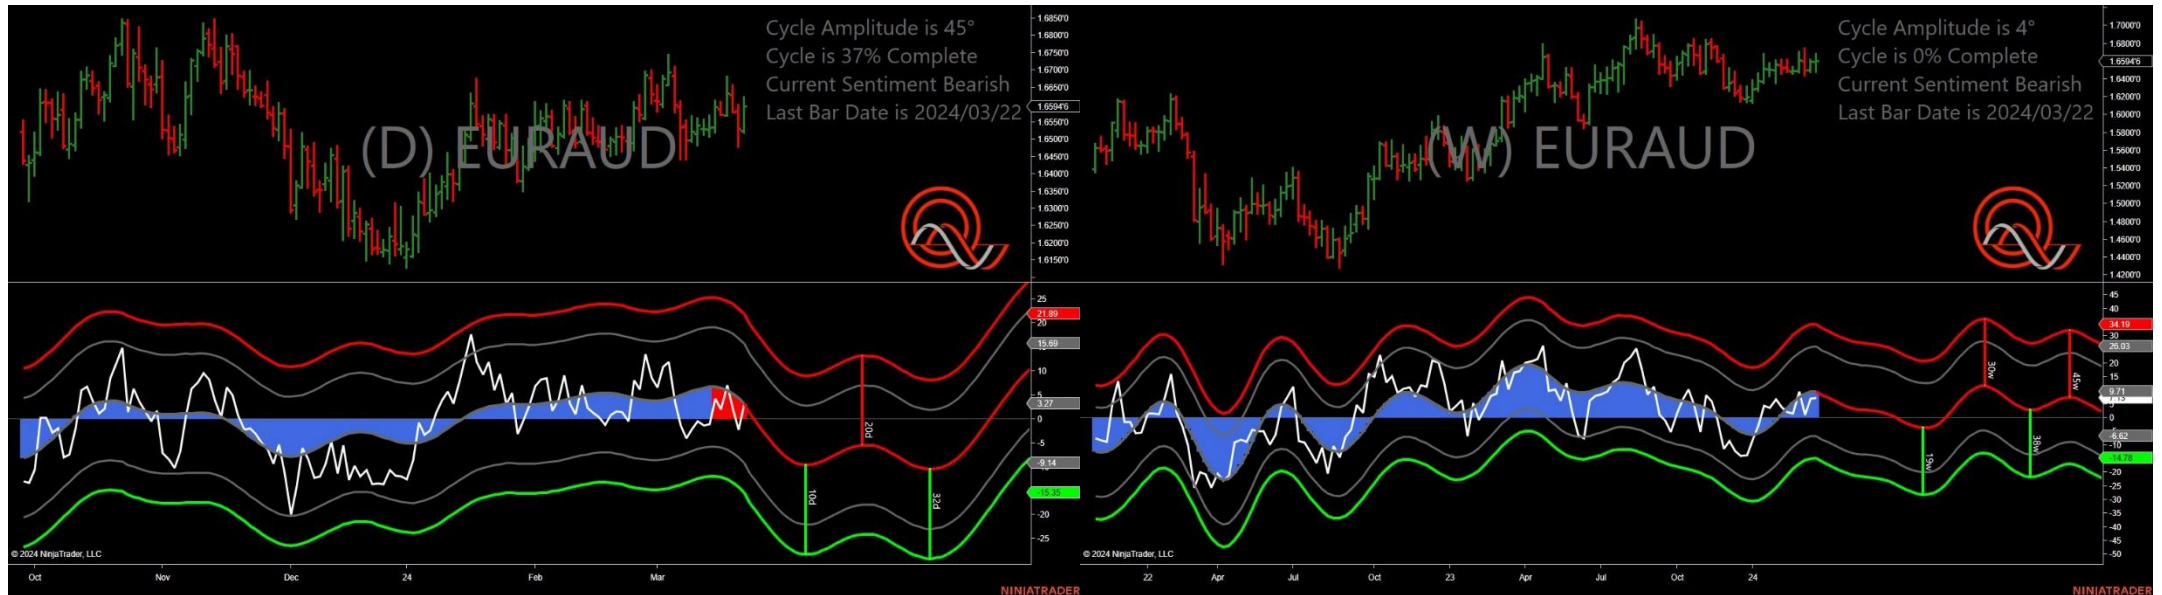 Cycle Amplitude is 45°
Cycle is 37% Complete
Current Sentiment Bearish
Last Bar Date is 2024/03/22
(D) EURAUD
1.6850'0
1.6800'0
1.6750'0
1.6700'0
1.6650'0
1.6594'6
1.6550'0
1.6500'0
1.6450'0
1.6400'0
1.6350'0
1.6300'0
1.6250'0
1.6200'0
1.6150'0
25
21.89
20
15.69
10
5
3.27
0
-5
-9.14
-15.35
-20
-25
20d
10d
32d
© 2024 NinjaTrader, LLC
Oct Nov Dec 24 Feb Mar
NINJATRADER
Cycle Amplitude is 4°
Cycle is 0% Complete
Current Sentiment Bearish
Last Bar Date is 2024/03/22
(W) EURAUD
1.7000'0
1.6800'0
1.6594'6
1.6400'0
1.6200'0
1.6000'0
1.5800'0
1.5600'0
1.5400'0
1.5200'0
1.5000'0
1.4800'0
1.4600'0
1.4400'0
1.4200'0
45
40
34.19
30
26.03
20
15
9.71
0
-6.62
-10
-14.78
-20
-25
-30
-35
-40
-45
-50
30w
45w
19w
38w
© 2024 NinjaTrader, LLC
22 Apr Jul Oct 23 Apr Jul Oct 24
NINJATRADER